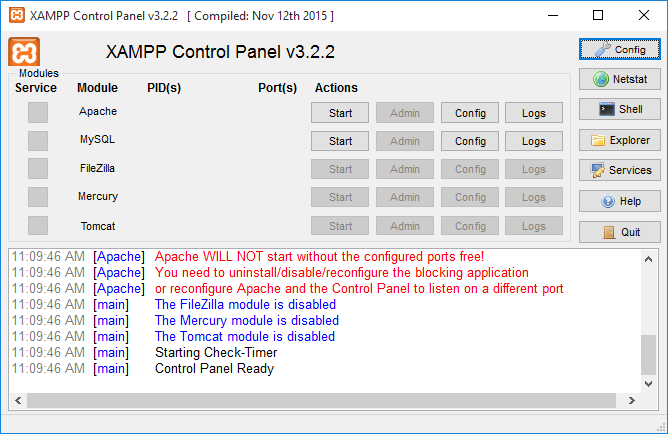 XAMPP Control Panel v3.2.2 [ Compiled: Nov 12th 2015 ]
XAMPP Control Panel v3.2.2
Config
Modules
Service Module PID(s) Port(s) Actions
Netstat
Apache Start Admin Config Logs
Shell
MySQL Start Admin Config Logs
Explorer
FileZilla Start Admin Config Logs
Services
Mercury Start Admin Config Logs
Help
Tomcat Start Admin Config Logs
Quit
11:09:46 AM [Apache] Apache WILL NOT start without the configured ports free!
11:09:46 AM [Apache] You need to uninstall/disable/reconfigure the blocking application
11:09:46 AM [Apache] or reconfigure Apache and the Control Panel to listen on a different port
11:09:46 AM [main] The FileZilla module is disabled
11:09:46 AM [main] The Mercury module is disabled
11:09:46 AM [main] The Tomcat module is disabled
11:09:46 AM [main] Starting Check-Timer
11:09:46 AM [main] Control Panel Ready